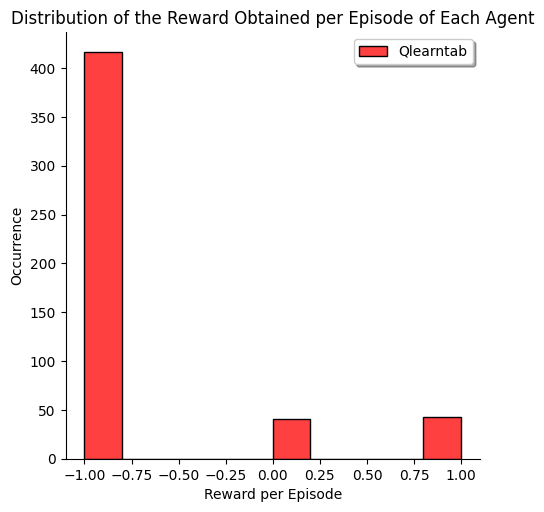 Distribution of the Reward Obtained per Episode of Each Agent
Qlearntab
400
350
300
250
200
150
100
50
0
Occurrence
−1.00 −0.75 −0.50 −0.25 0.00 0.25 0.50 0.75 1.00
Reward per Episode